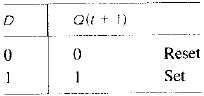 D Q(t + 1)
0 0 Reset
1 1 Set